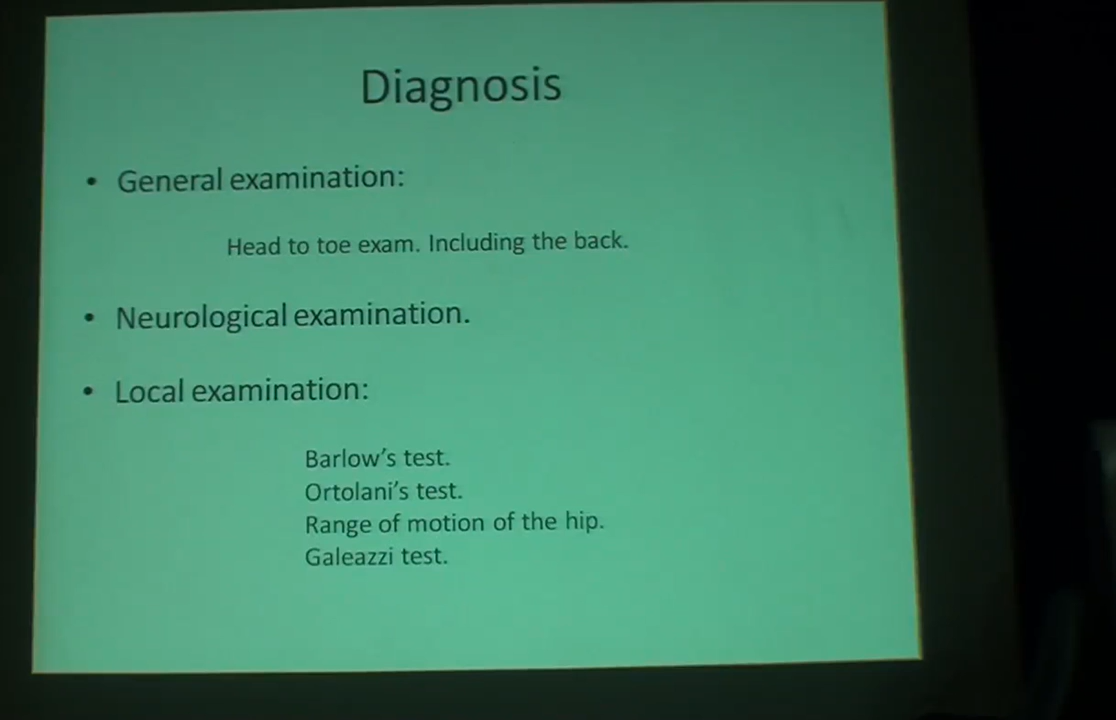 Diagnosis
• General examination:
Head to toe exam. Including the back.
• Neurological examination.
• Local examination:
Barlow’s test.
Ortolani’s test.
Range of motion of the hip.
Galeazzi test.